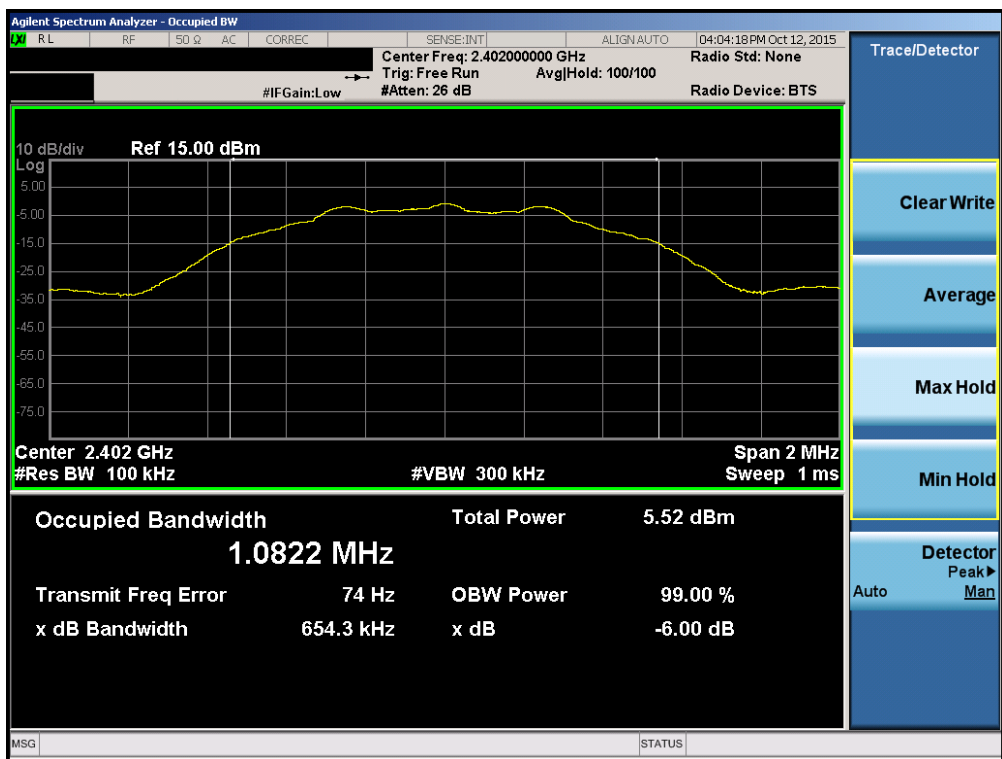 Agilent Spectrum Analyzer - Occupied BW
LXI RL RF 50 Ω AC CORREC SENSE:INT ALIGN AUTO 04:04:18 PM Oct 12, 2015
Center Freq: 2.402000000 GHz Radio Std: None
Trig: Free Run Avg|Hold: 100/100
#IFGain:Low #Atten: 26 dB Radio Device: BTS
10 dB/div Ref 15.00 dBm
Log
5.00
-5.00
-15.0
-25.0
-35.0
-45.0
-55.0
-65.0
-75.0
Center 2.402 GHz Span 2 MHz
#Res BW 100 kHz #VBW 300 kHz Sweep 1 ms
Occupied Bandwidth Total Power 5.52 dBm
1.0822 MHz
Transmit Freq Error 74 Hz OBW Power 99.00 %
x dB Bandwidth 654.3 kHz x dB -6.00 dB
MSG STATUS
Trace/Detector
Clear Write
Average
Max Hold
Min Hold
Detector
Peak▶
Auto Man